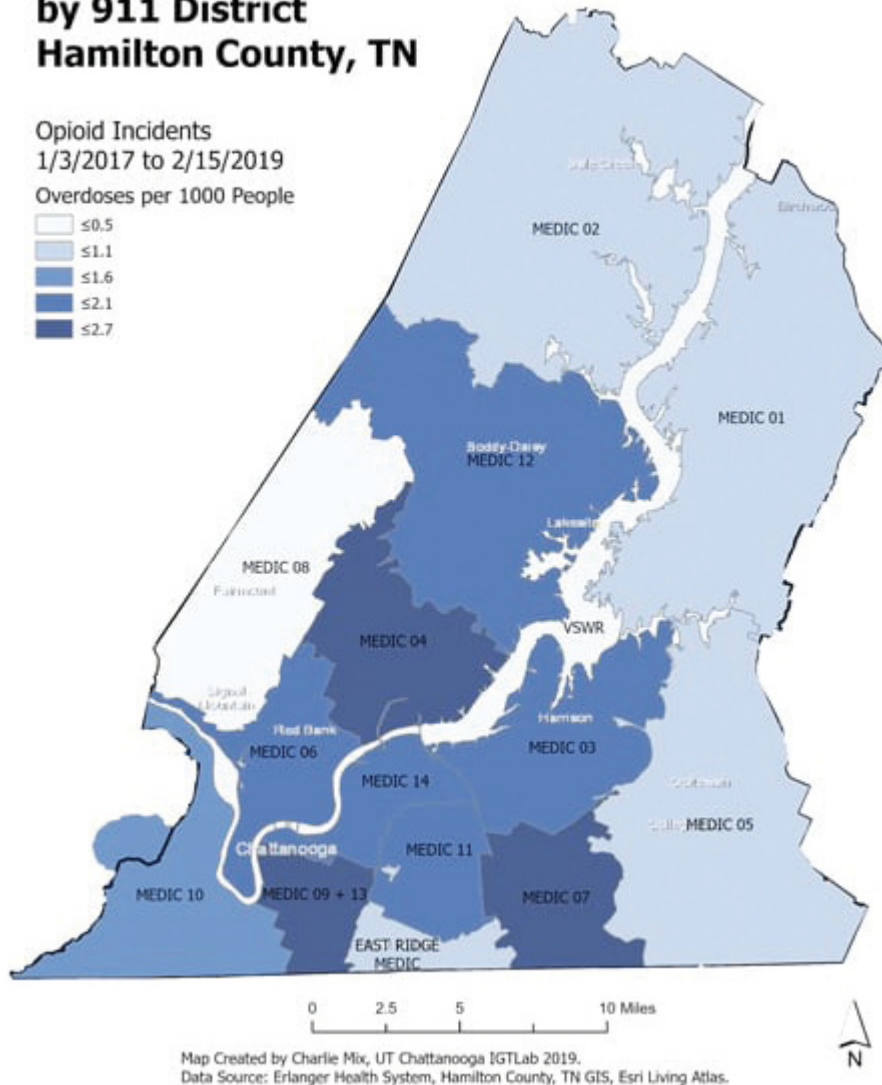 by 911 District
Hamilton County, TN
Opioid Incidents
1/3/2017 to 2/15/2019
Overdoses per 1000 People
≤0.5
≤1.1
≤1.6
≤2.1
≤2.7
MEDIC 02
MEDIC 01
MEDIC 12
Lakesite
MEDIC 08
Fairmount
VSWR
MEDIC 04
Signal
Mountain
Harrison
Red Bank
MEDIC 03
MEDIC 06
MEDIC 14
MEDIC 05
Chattanooga
MEDIC 11
MEDIC 10
MEDIC 09 + 13
MEDIC 07
EAST RIDGE
MEDIC
0 2.5 5 10 Miles
N
Map Created by Charlie Mix, UT Chattanooga IGTLab 2019.
Data Source: Erlanger Health System, Hamilton County, TN GIS, Esri Living Atlas.